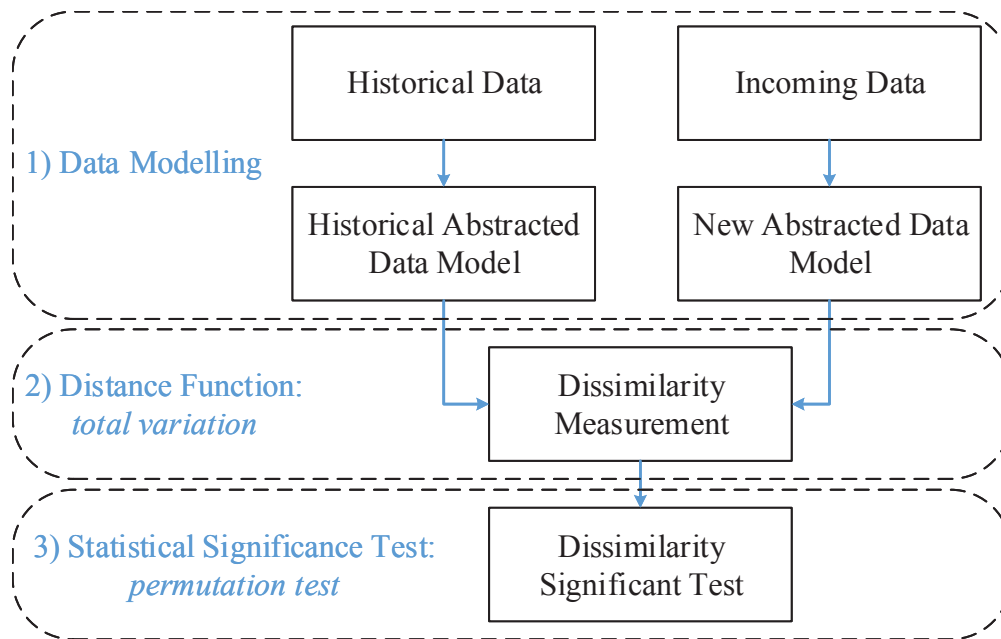 Historical Data
Incoming Data
1) Data Modelling
Historical Abstracted
Data Model
New Abstracted Data
Model
2) Distance Function:
total variation
Dissimilarity
Measurement
3) Statistical Significance Test:
permutation test
Dissimilarity
Significant Test